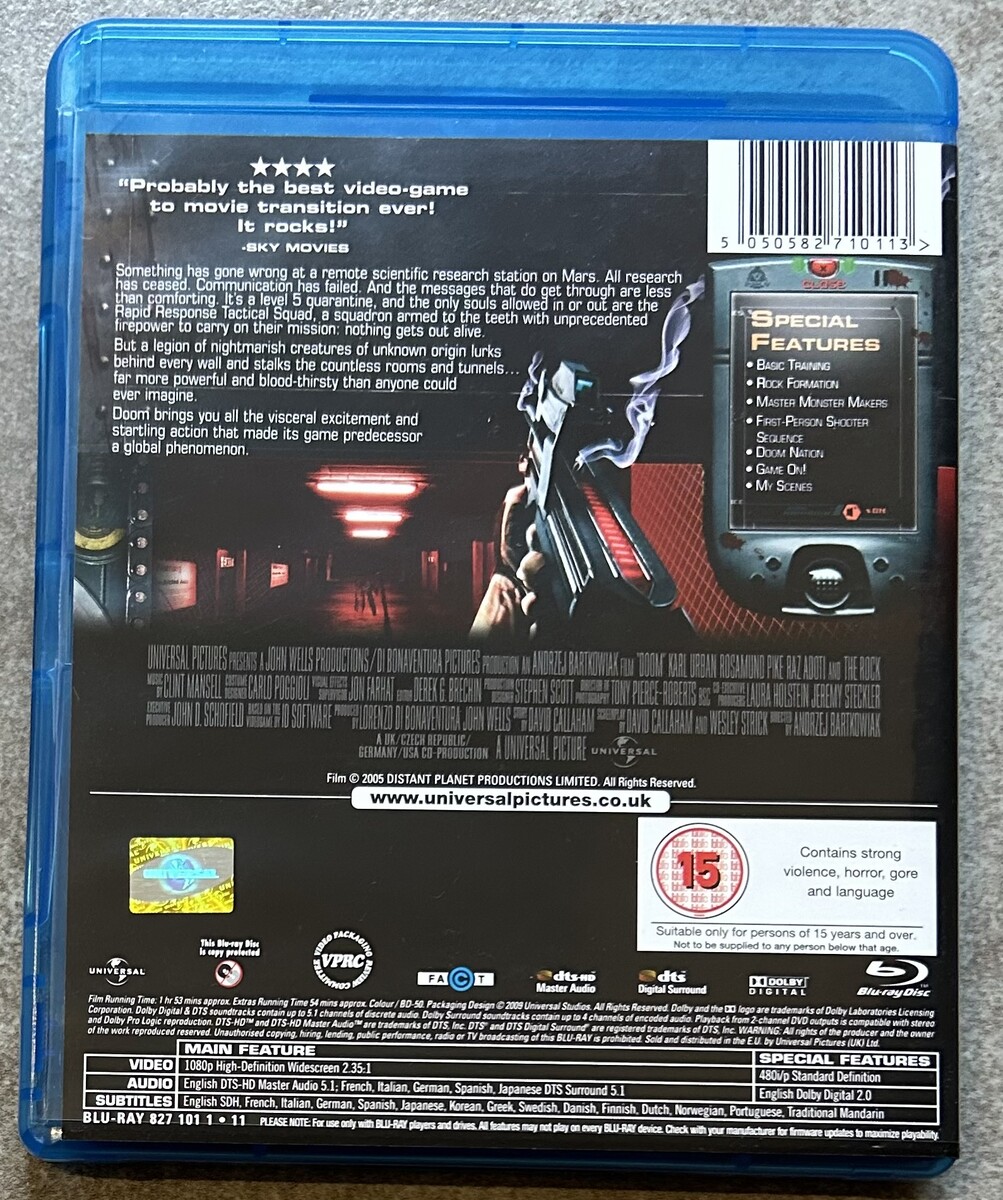 ★★★★
“Probably the best video-game
to movie transition ever!
It rocks!”
-SKY MOVIES
5 050582 710113 >
Something has gone wrong at a remote scientific research station on Mars. All research
has ceased. Communication has failed. And the messages that do get through are less
than comforting. It's a level 5 quarantine, and the only souls allowed in or out are the
Rapid Response Tactical Squad, a squadron armed to the teeth with unprecedented
firepower to carry on their mission: nothing gets out alive.
But a legion of nightmarish creatures of unknown origin lurks
behind every wall and stalks the countless rooms and tunnels...
far more powerful and blood-thirsty than anyone could
ever imagine.
Doom brings you all the visceral excitement and
startling action that made its game predecessor
a global phenomenon.
CLOSE
SPECIAL
FEATURES
• BASIC TRAINING
• ROCK FORMATION
• MASTER MONSTER MAKERS
• FIRST-PERSON SHOOTER
SEQUENCE
• DOOM NATION
• GAME ON!
• MY SCENES
UNIVERSAL PICTURES PRESENTS A JOHN WELLS PRODUCTIONS/DI BONAVENTURA PICTURES PRODUCTION AN ANDRZEJ BARTKOWIAK FILM "DOOM" KARL URBAN ROSAMUND PIKE RAZ ADOTI AND THE ROCK
MUSIC BY CLINT MANSELL COSTUME DESIGNER CARLO POGGIOLI VISUAL EFFECTS SUPERVISOR JON FARHAT EDITOR DEREK G. BRECHIN PRODUCTION DESIGNER STEPHEN SCOTT DIRECTOR OF PHOTOGRAPHY TONY PIERCE-ROBERTS BSC CO-EXECUTIVE PRODUCERS LAURA HOLSTEIN JEREMY STECKLER
EXECUTIVE PRODUCER JOHN D. SCHOFIELD BASED ON THE VIDEOGAME BY ID SOFTWARE PRODUCED BY LORENZO DI BONAVENTURA JOHN WELLS STORY BY DAVID CALLAHAM SCREENPLAY BY DAVID CALLAHAM AND WESLEY STRICK DIRECTED BY ANDRZEJ BARTKOWIAK
A UK/CZECH REPUBLIC/
GERMANY/USA CO-PRODUCTION A UNIVERSAL PICTURE UNIVERSAL
Film © 2005 DISTANT PLANET PRODUCTIONS LIMITED. All Rights Reserved.
www.universalpictures.co.uk
UNIVERSAL
15
Contains strong
violence, horror, gore
and language
Suitable only for persons of 15 years and over.
Not to be supplied to any person below that age.
UNIVERSAL
This Blu-ray Disc
is copy protected
VIDEO PACKAGING REVIEW COMMITTEE
VPRC
FACT
dts-HD
Master Audio
dts
Digital Surround
DOLBY
DIGITAL
Blu-ray Disc
Film Running Time: 1 hr 53 mins approx. Extras Running Time 54 mins approx. Colour / BD-50. Packaging Design © 2009 Universal Studios. All Rights Reserved. Dolby and the DD logo are trademarks of Dolby Laboratories Licensing
Corporation. Dolby Digital & DTS soundtracks contain up to 5.1 channels of discrete audio. Dolby Surround soundtracks contain up to 4 channels of encoded audio. Playback from 2-channel DVD outputs is compatible with stereo
and Dolby Pro Logic reproduction. DTS-HD™ and DTS-HD Master Audio™ are trademarks of DTS, Inc. DTS® and DTS Digital Surround® are registered trademarks of DTS, Inc. WARNING: All rights of the producer and the owner
of the work reproduced reserved. Unauthorised copying, hiring, lending, public performance, radio or TV broadcasting of this BLU-RAY is prohibited. Sold and distributed in the E.U. by Universal Pictures (UK) Ltd.
MAIN FEATURE
SPECIAL FEATURES
VIDEO 1080p High-Definition Widescreen 2.35:1 480i/p Standard Definition
AUDIO English DTS-HD Master Audio 5.1; French, Italian, German, Spanish, Japanese DTS Surround 5.1 English Dolby Digital 2.0
SUBTITLES English SDH, French, Italian, German, Spanish, Japanese, Korean, Greek, Swedish, Danish, Finnish, Dutch, Norwegian, Portuguese, Traditional Mandarin
BLU-RAY 827 101 1 • 11 PLEASE NOTE: For use only with BLU-RAY players and drives. All features may not play on every BLU-RAY device. Check with your manufacturer for firmware updates to maximize playability.